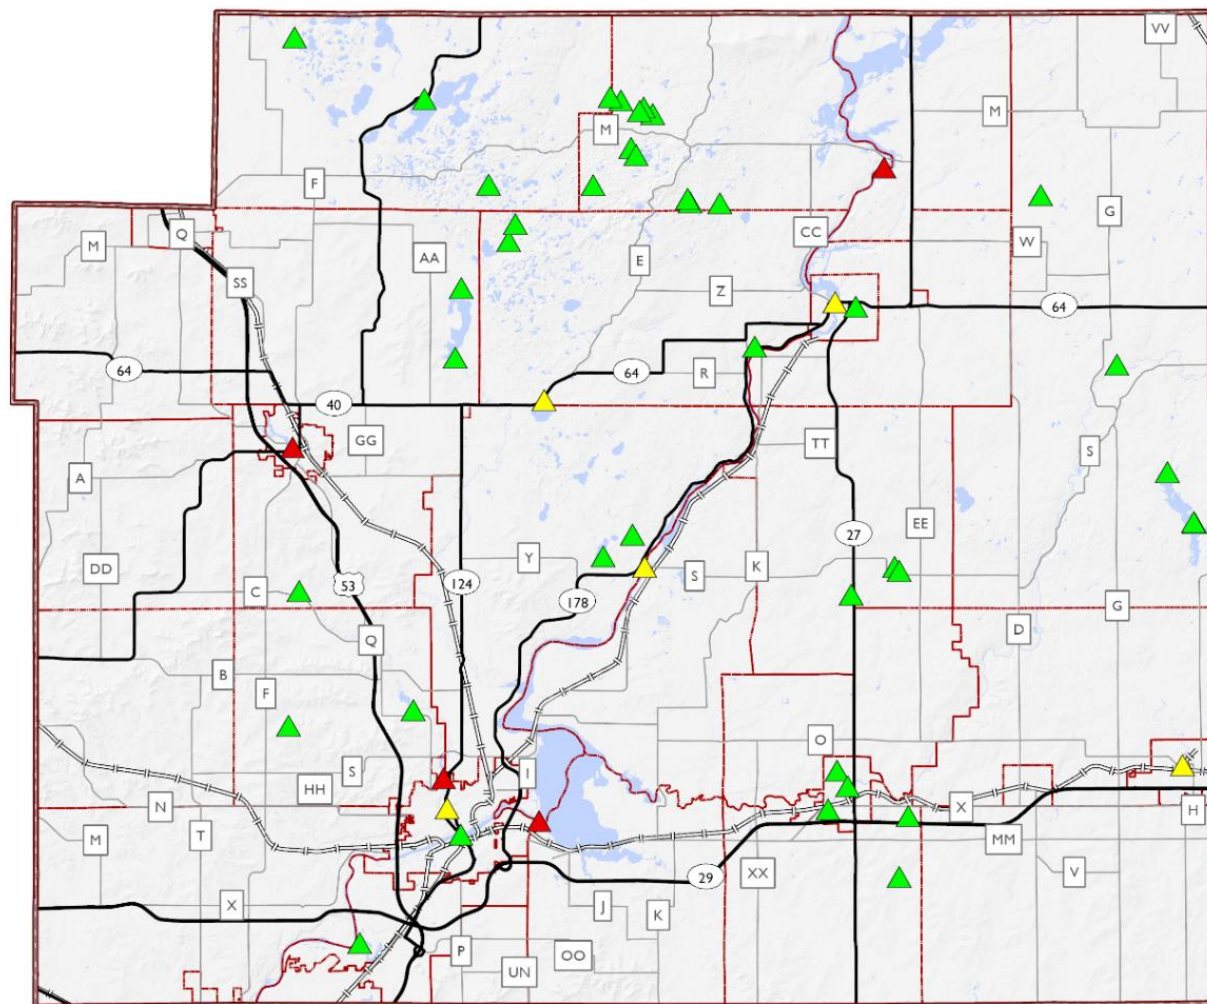 VV
M
M
F
G
Q
CC
M
W
AA
E
SS
Z
64
64
64
R
40
GG
TT
S
A
EE
27
Y
DD
S
K
53
124
C
178
D
G
Q
B
F
O
S
I
HH
N
X
H
T
M
MM
XX
V
29
X
J
K
P
OO
UN